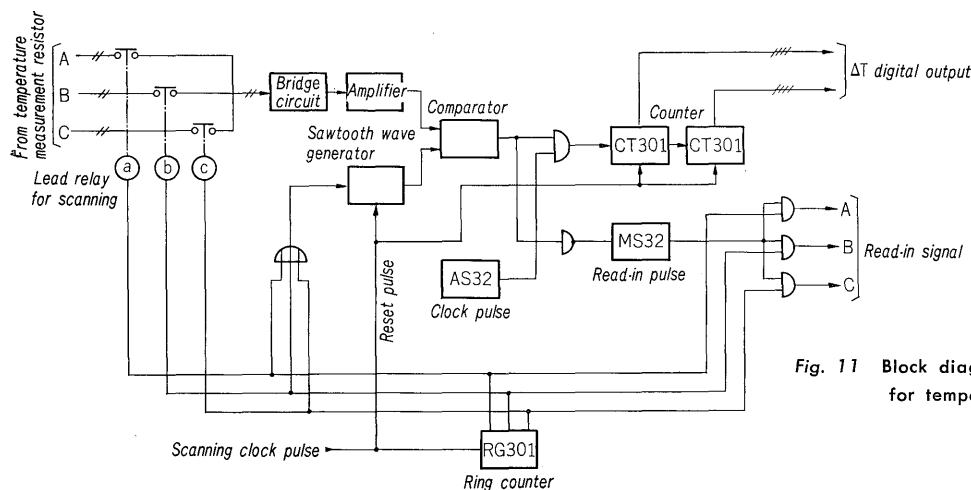 From temperature
measurement resistor
A
B
C
a
b
c
Lead relay
for scanning
Bridge
circuit
Amplifier
Sawtooth wave
generator
Comparator
Counter
CT301
CT301
ΔT digital output
AS32
Clock pulse
MS32
Read-in pulse
A
B
C
Read-in signal
Reset pulse
Scanning clock pulse
RG301
Ring counter
Fig. 11 Block diag
for tempe